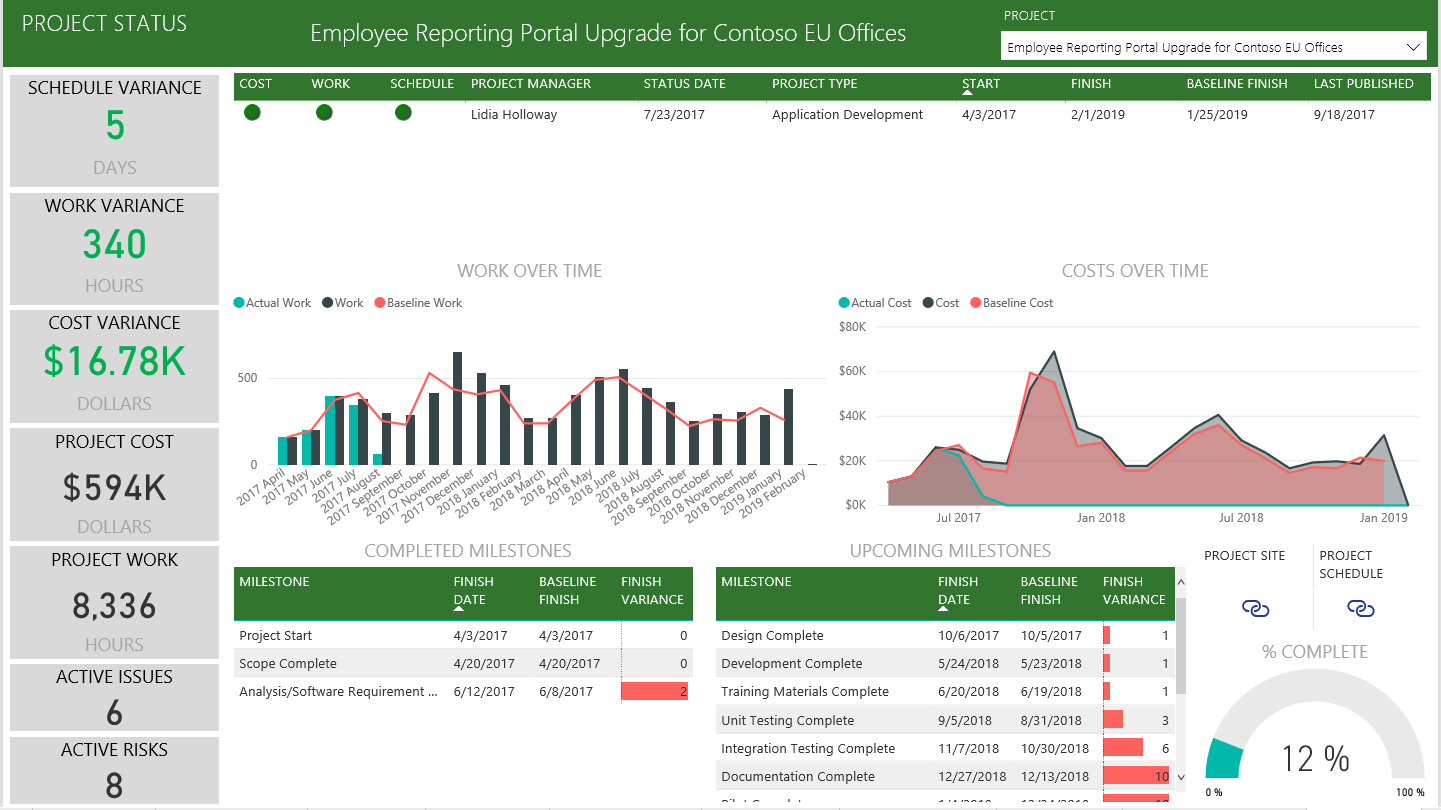 PROJECT STATUS
Employee Reporting Portal Upgrade for Contoso EU Offices
PROJECT
Employee Reporting Portal Upgrade for Contoso EU Offices
SCHEDULE VARIANCE
5
DAYS
WORK VARIANCE
340
HOURS
COST VARIANCE
$16.78K
DOLLARS
PROJECT COST
$594K
DOLLARS
PROJECT WORK
8,336
HOURS
ACTIVE ISSUES
6
ACTIVE RISKS
8
COST WORK SCHEDULE PROJECT MANAGER STATUS DATE PROJECT TYPE START FINISH BASELINE FINISH LAST PUBLISHED
Lidia Holloway 7/23/2017 Application Development 4/3/2017 2/1/2019 1/25/2019 9/18/2017
WORK OVER TIME
Actual Work Work Baseline Work
500
0
2017 April
2017 May
2017 June
2017 July
2017 August
2017 September
2017 October
2017 November
2017 December
2018 January
2018 February
2018 March
2018 April
2018 May
2018 June
2018 July
2018 August
2018 September
2018 October
2018 November
2018 December
2019 January
2019 February
COSTS OVER TIME
Actual Cost Cost Baseline Cost
$80K
$60K
$40K
$20K
$0K
Jul 2017 Jan 2018 Jul 2018 Jan 2019
COMPLETED MILESTONES
MILESTONE FINISH DATE BASELINE FINISH FINISH VARIANCE
Project Start 4/3/2017 4/3/2017 0
Scope Complete 4/20/2017 4/20/2017 0
Analysis/Software Requirement ... 6/12/2017 6/8/2017 2
UPCOMING MILESTONES
MILESTONE FINISH DATE BASELINE FINISH FINISH VARIANCE
Design Complete 10/6/2017 10/5/2017 1
Development Complete 5/24/2018 5/23/2018 1
Training Materials Complete 6/20/2018 6/19/2018 1
Unit Testing Complete 9/5/2018 8/31/2018 3
Integration Testing Complete 11/7/2018 10/30/2018 6
Documentation Complete 12/27/2018 12/13/2018 10
PROJECT SITE
PROJECT SCHEDULE
% COMPLETE
12 %
0 % 100 %